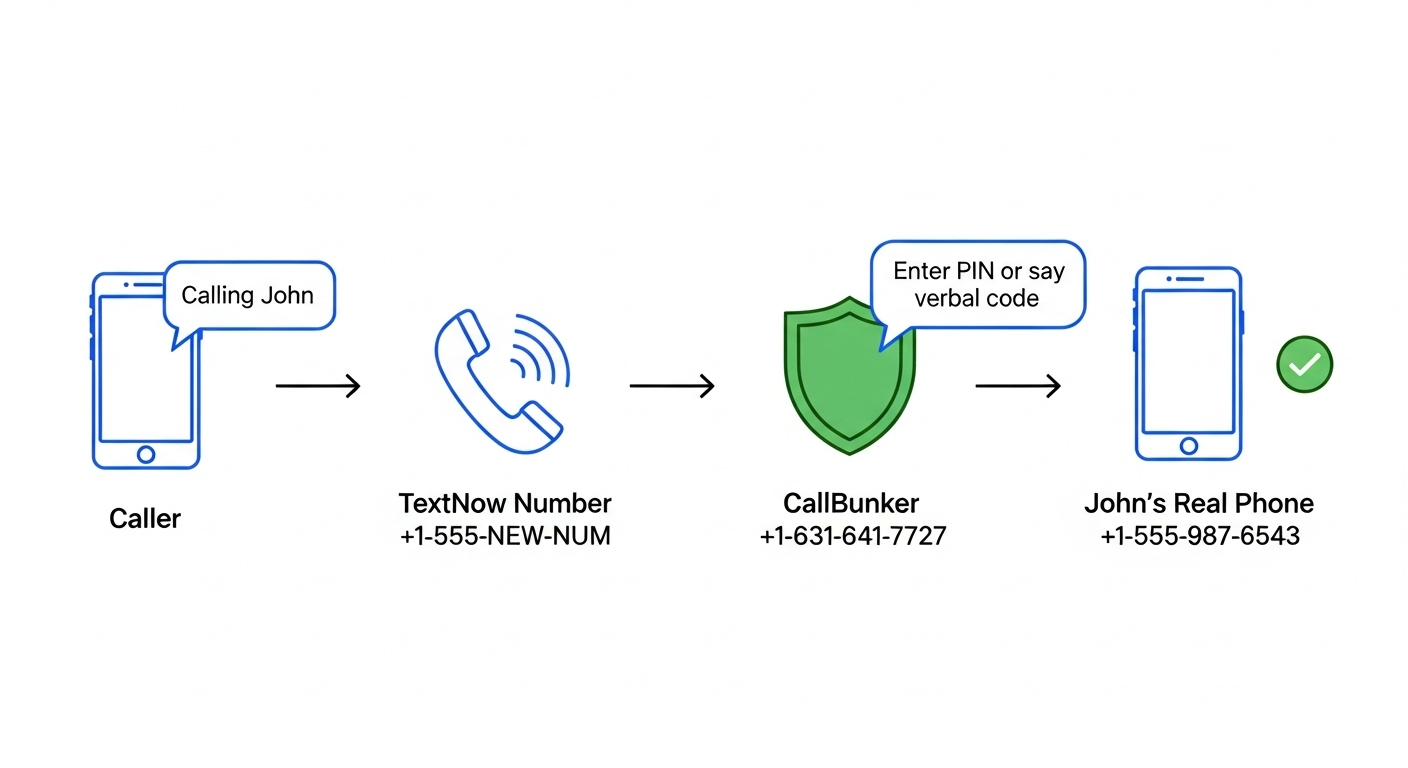 Calling John
Enter PIN or say
verbal code
Caller
TextNow Number
+1-555-NEW-NUM
CallBunker
+1-631-641-7727
John's Real Phone
+1-555-987-6543